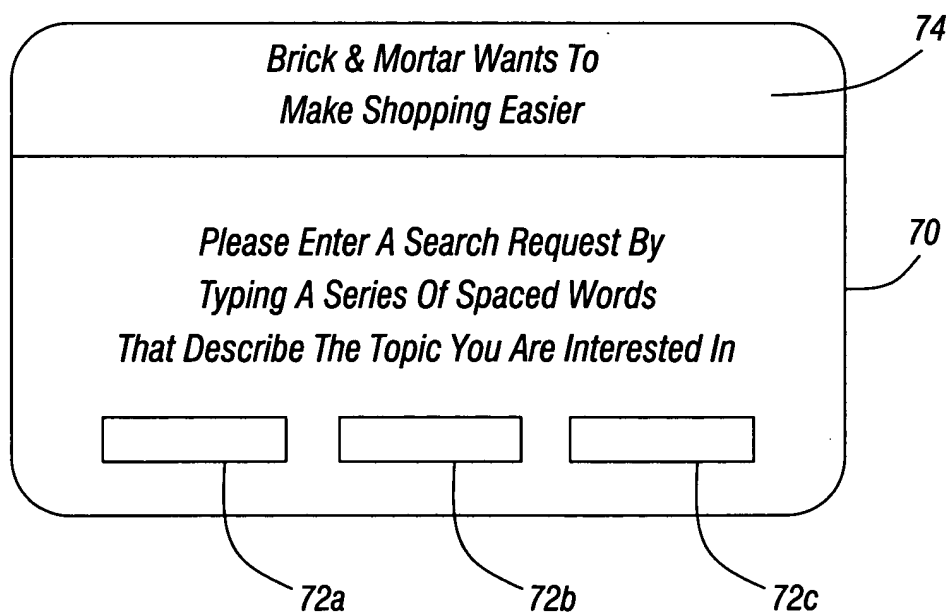 Brick & Mortar Wants To
Make Shopping Easier
74
Please Enter A Search Request By
Typing A Series Of Spaced Words
That Describe The Topic You Are Interested In
70
72a
72b
72c